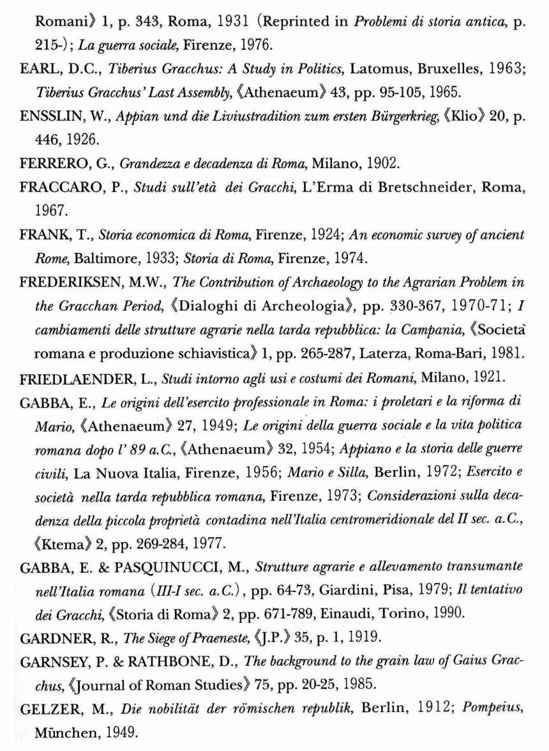 Romani》 1, p. 343, Roma, 1931 (Reprinted in Problemi di storia antica, p.
215-) ; La guerra sociale, Firenze, 1976.
EARL, D.C., Tiberius Gracchus: A Study in Politics, Latomus, Bruxelles, 1963;
Tiberius Gracchus' Last Assembly, 《Athenaeum》 43, pp. 95-105, 1965.
ENSSLIN, W., Appian und die Liviustradition zum ersten Bürgerkrieg, 《Klio》 20, p.
446, 1926.
FERRERO, G., Grandezza e decadenza di Roma, Milano, 1902.
FRACCARO, P., Studi sull'età dei Gracchi, L'Erma di Bretschneider, Roma,
1967.
FRANK, T., Storia economica di Roma, Firenze, 1924; An economic survey of ancient
Rome, Baltimore, 1933; Storia di Roma, Firenze, 1974.
FREDERIKSEN, M.W., The Contribution of Archaeology to the Agrarian Problem in
the Gracchan Period, 《Dialoghi di Archeologia》, pp. 330-367, 1970-71; I
cambiamenti delle strutture agrarie nella tarda repubblica: la Campania, 《Società
romana e produzione schiavistica》 1, pp. 265-287, Laterza, Roma-Bari, 1981.
FRIEDLAENDER, L., Studi intorno agli usi e costumi dei Romani, Milano, 1921.
GABBA, E., Le origini dell'esercito professionale in Roma: i proletari e la riforma di
Mario, 《Athenaeum》 27, 1949; Le origini della guerra sociale e la vita politica
romana dopo l' 89 a.C., 《Athenaeum》 32, 1954; Appiano e la storia delle guerre
civili, La Nuova Italia, Firenze, 1956; Mario e Silla, Berlin, 1972; Esercito e
società nella tarda repubblica romana, Firenze, 1973; Considerazioni sulla deca-
denza della piccola proprietà contadina nell'Italia centromeridionale del II sec. a.C.,
《Ktema》 2, pp. 269-284, 1977.
GABBA, E. & PASQUINUCCI, M., Strutture agrarie e allevamento transumante
nell'Italia romana (III-I sec. a.C.) , pp. 64-73, Giardini, Pisa, 1979; Il tentativo
dei Gracchi, 《Storia di Roma》 2, pp. 671-789, Einaudi, Torino, 1990.
GARDNER, R., The Siege of Praeneste, 《J.P.》 35, p. 1, 1919.
GARNSEY, P. & RATHBONE, D., The background to the grain law of Gaius Grac-
chus, 《Journal of Roman Studies》 75, pp. 20-25, 1985.
GELZER, M., Die nobilität der römischen republik, Berlin, 1912; Pompeius,
München, 1949.